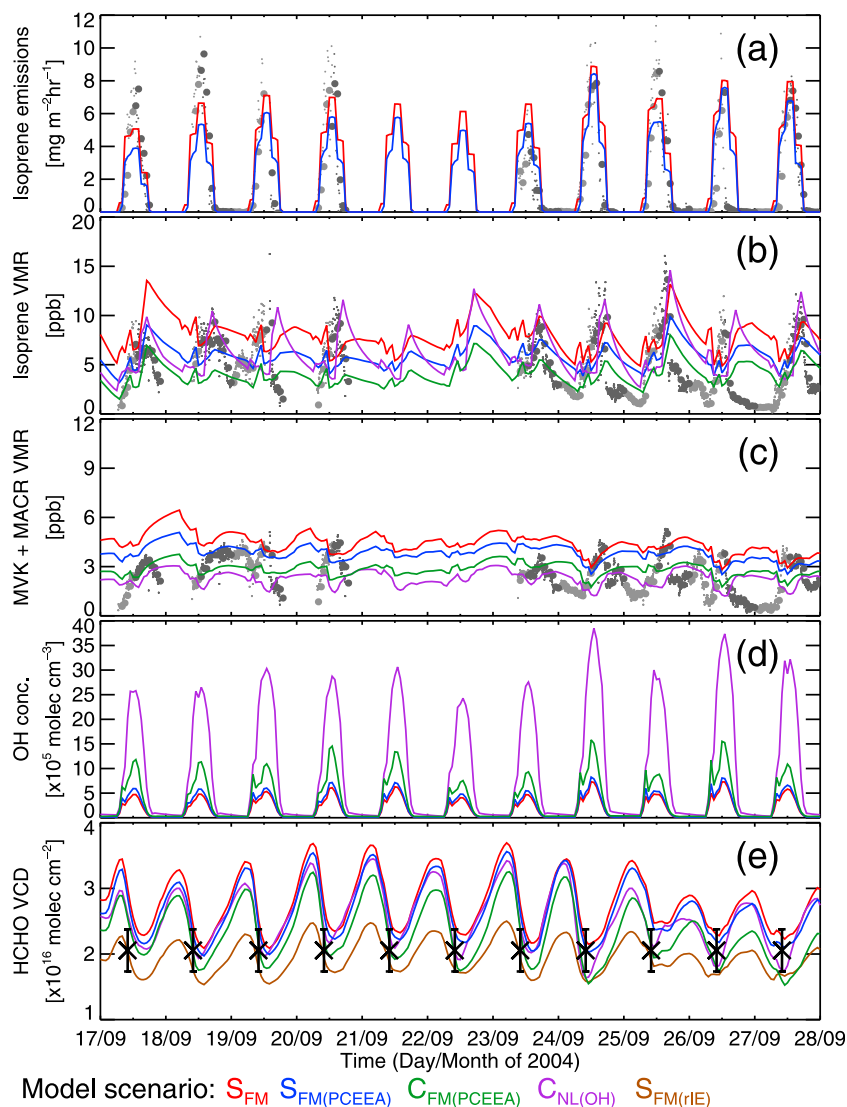 (a)
Isoprene emissions
[mg m⁻²hr⁻¹]
12
10
8
6
4
2
0
(b)
Isoprene VMR
[ppb]
20
15
10
5
0
(c)
MVK + MACR VMR
[ppb]
12
9
6
3
0
(d)
OH conc.
[x10⁵ molec cm⁻³]
40
35
30
25
20
15
10
5
0
(e)
HCHO VCD
[x10¹⁶ molec cm⁻²]
4
3
2
1
17/09 18/09 19/09 20/09 21/09 22/09 23/09 24/09 25/09 26/09 27/09 28/09
Time (Day/Month of 2004)
Model scenario: S_FM S_FM(PCEEA) C_FM(PCEEA) C_NL(OH) S_FM(rIE)